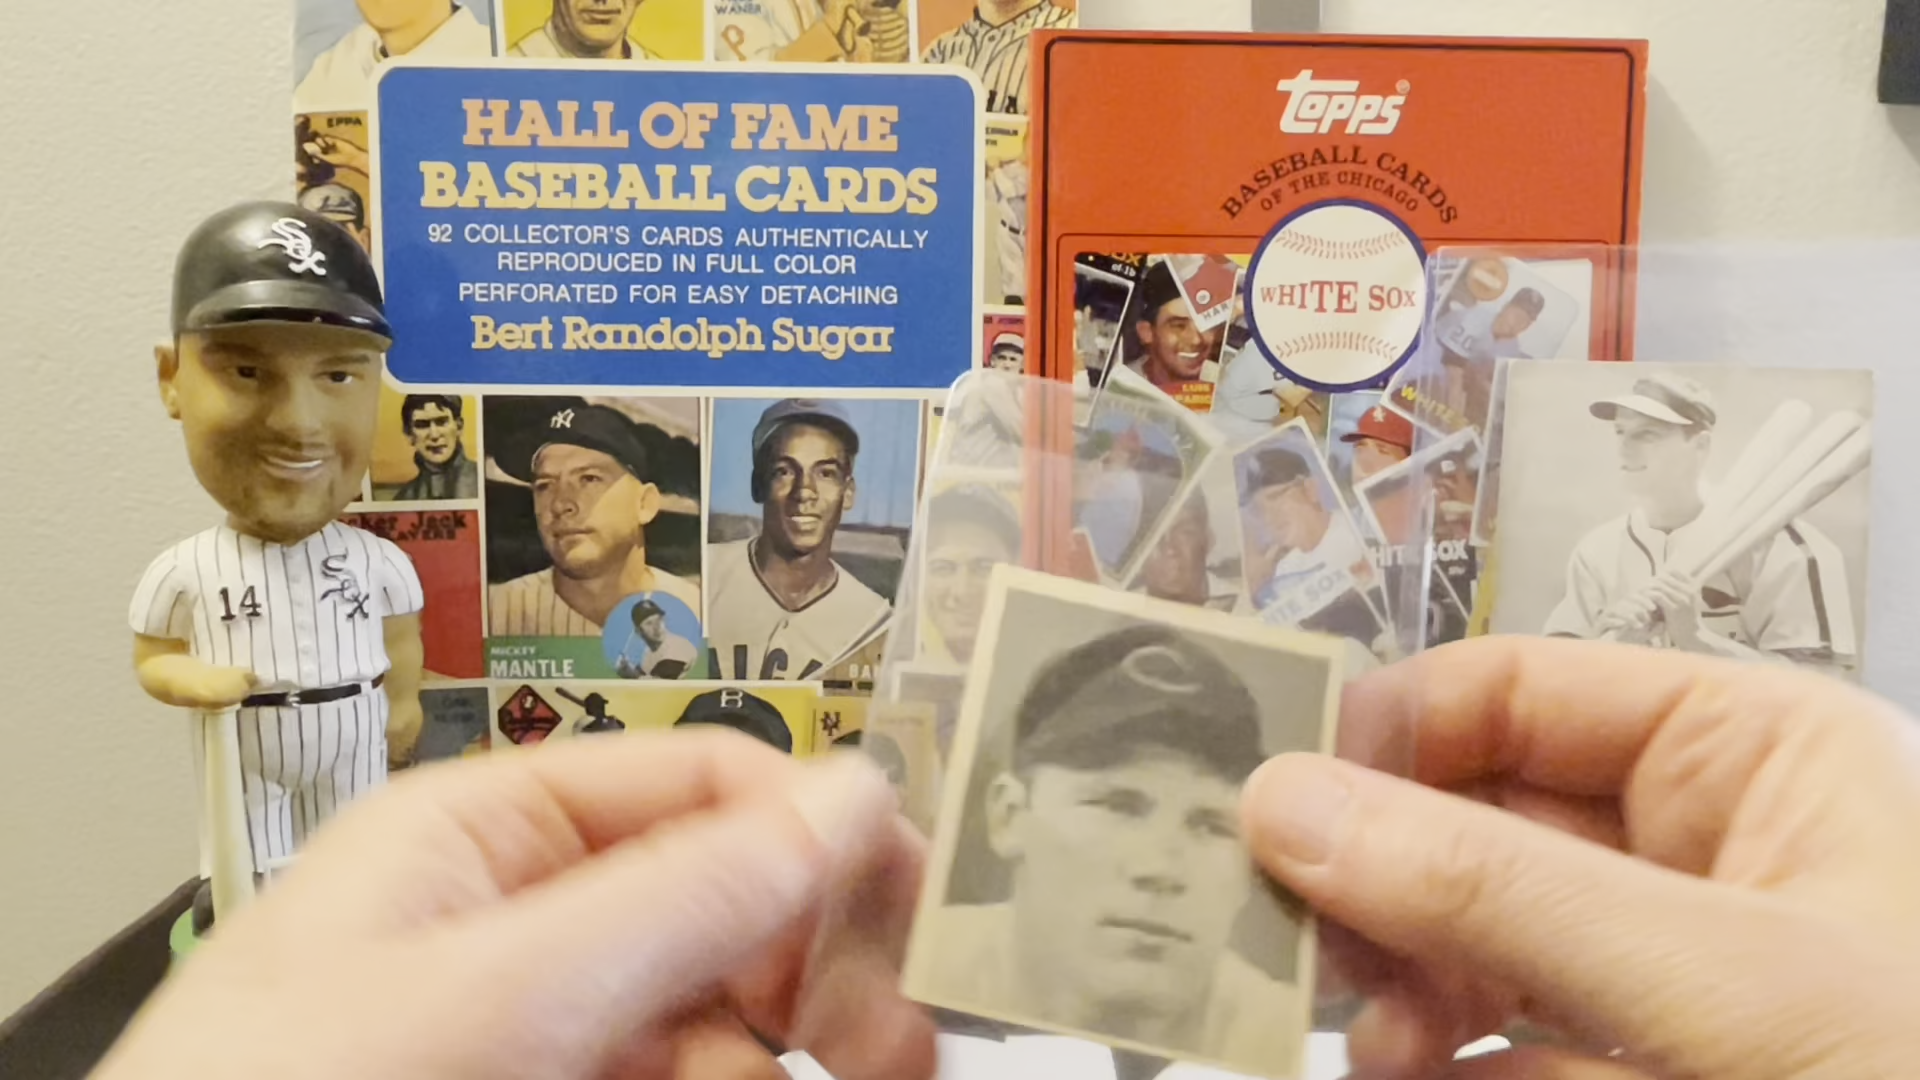 WANER
HALL OF FAME
BASEBALL CARDS
92 COLLECTOR'S CARDS AUTHENTICALLY
REPRODUCED IN FULL COLOR
PERFORATED FOR EASY DETACHING
Bert Randolph Sugar
EPPA
MICKEY
MANTLE
B
NY
topps®
BASEBALL CARDS
OF THE CHICAGO
WHITE SOX
Sox
14
Sox
C